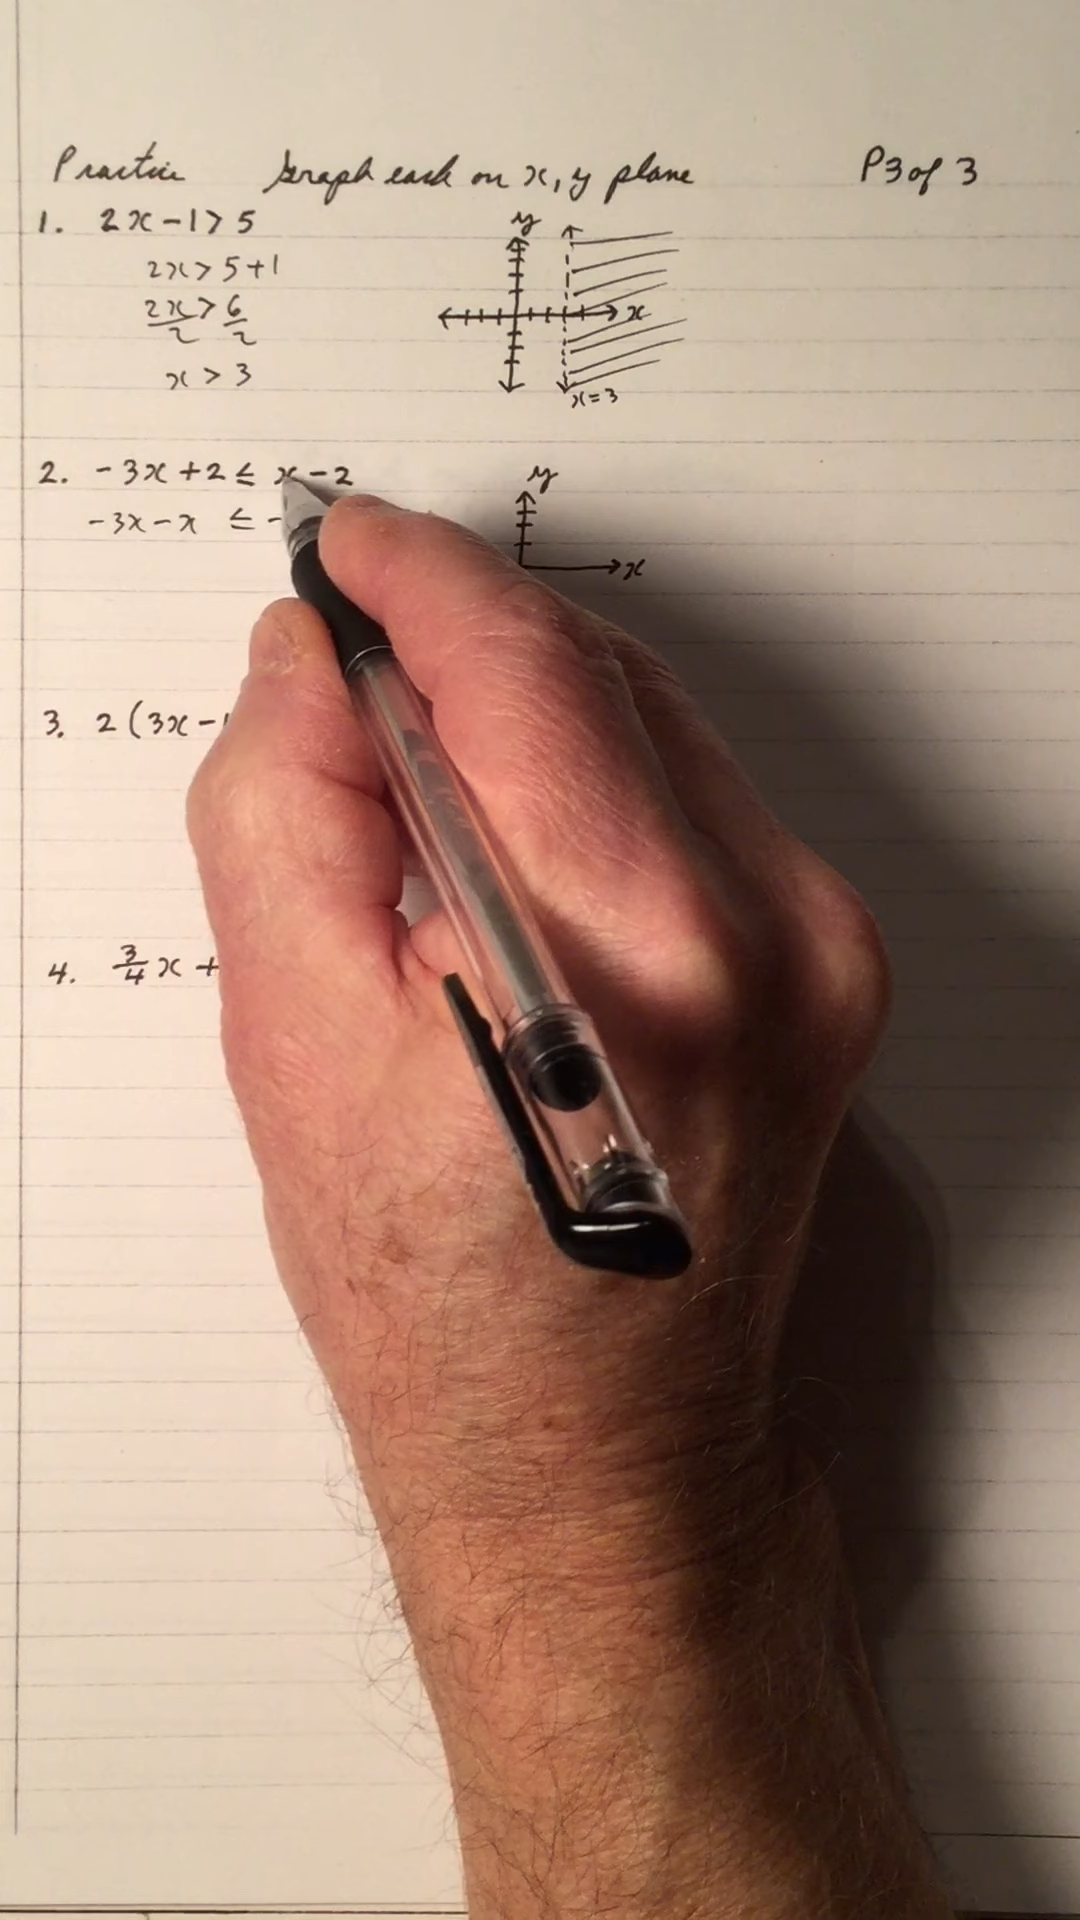 Practice Graph each on x, y plane P3 of 3
1. 2x - 1 > 5
2x > 5 + 1
2x/2 > 6/2
x > 3
y
x
x = 3
2. -3x + 2 ≤ x - 2
-3x - x ≤ -
y
x
3. 2 (3x - 1
4. 3/4 x +